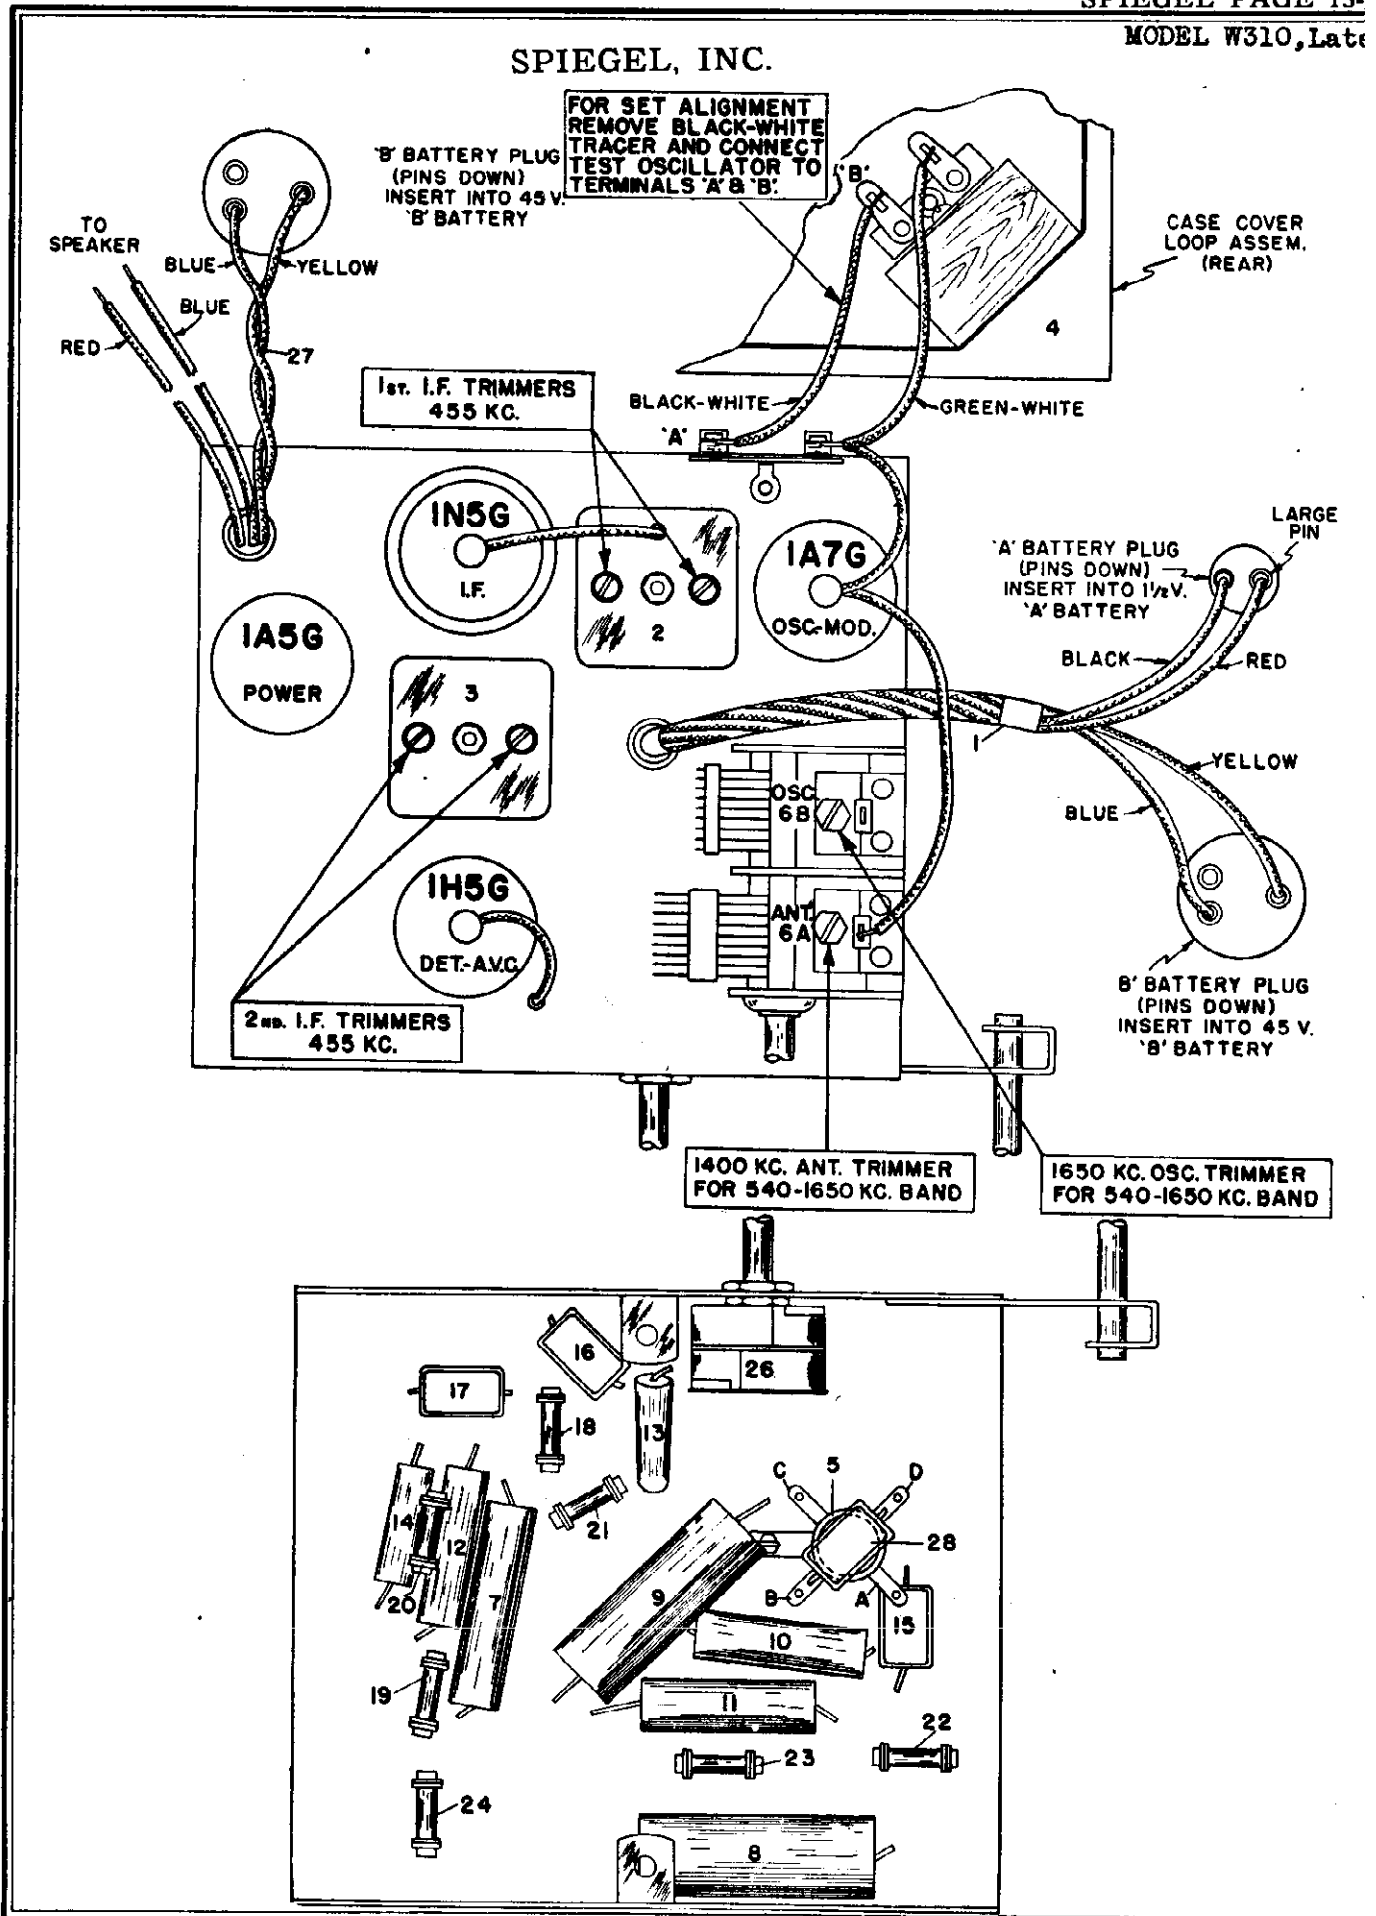 SPIEGEL PAGE 13-
MODEL W310, Late
SPIEGEL, INC.
FOR SET ALIGNMENT
REMOVE BLACK-WHITE
TRACER AND CONNECT
TEST OSCILLATOR TO
TERMINALS 'A' & 'B'.
'B' BATTERY PLUG
(PINS DOWN)
INSERT INTO 45 V.
'B' BATTERY
TO
SPEAKER
BLUE
YELLOW
BLUE
RED
27
'B'
CASE COVER
LOOP ASSEM.
(REAR)
4
1ST. I.F. TRIMMERS
455 KC.
BLACK-WHITE
GREEN-WHITE
'A'
1N5G
I.F.
2
1A7G
OSC-MOD.
LARGE
PIN
'A' BATTERY PLUG
(PINS DOWN)
INSERT INTO 1½V.
'A' BATTERY
BLACK
RED
1A5G
POWER
3
1
YELLOW
BLUE
OSC.
6B
1H5G
DET.-A.V.C.
ANT.
6A
2ND. I.F. TRIMMERS
455 KC.
B' BATTERY PLUG
(PINS DOWN)
INSERT INTO 45 V.
'B' BATTERY
1400 KC. ANT. TRIMMER
FOR 540-1650 KC. BAND
1650 KC. OSC. TRIMMER
FOR 540-1650 KC. BAND
16
26
17
18
13
C
5
D
14
12
21
28
20
7
9
B
A
15
10
19
11
22
23
24
8